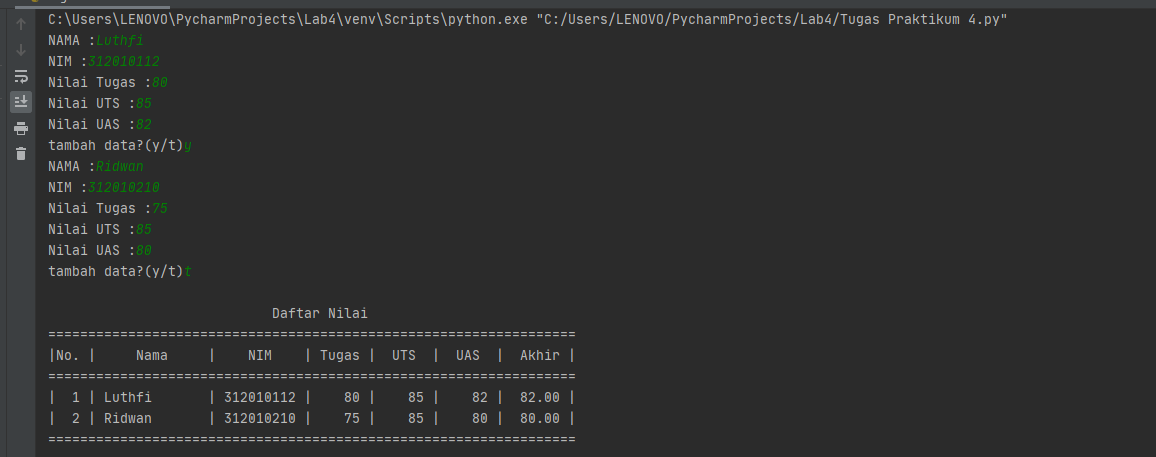 C:\Users\LENOVO\PycharmProjects\Lab4\venv\Scripts\python.exe "C:/Users/LENOVO/PycharmProjects/Lab4/Tugas Praktikum 4.py"
NAMA :Luthfi
NIM :312010112
Nilai Tugas :80
Nilai UTS :85
Nilai UAS :82
tambah data?(y/t)y
NAMA :Ridwan
NIM :312010210
Nilai Tugas :75
Nilai UTS :85
Nilai UAS :80
tambah data?(y/t)t
Daftar Nilai
==================================================================
|No. |     Nama     |    NIM    | Tugas |  UTS  |  UAS  |  Akhir |
==================================================================
|  1 | Luthfi       | 312010112 |    80 |    85 |    82 |  82.00 |
|  2 | Ridwan       | 312010210 |    75 |    85 |    80 |  80.00 |
==================================================================